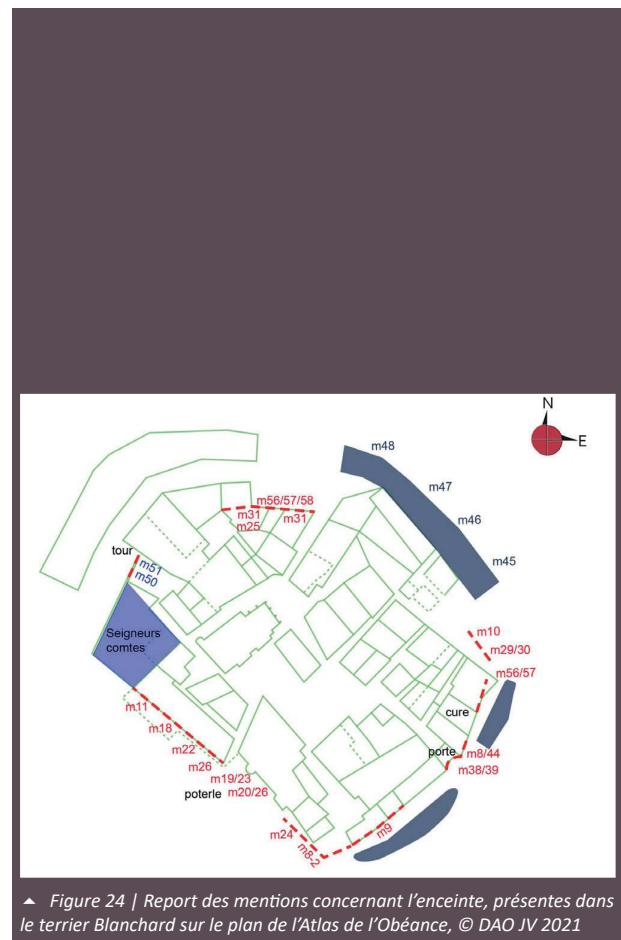 N
E
m48
m47
m46
m45
m56/57/58
m31
m31
m25
tour
m51
m50
Seigneurs
comtes
m10
m29/30
m56/57
cure
porte
m8/44
m38/39
m11
m18
m22
m26
m19/23
poterle
m20/26
m24
m8-2
m9
▲ Figure 24 | Report des mentions concernant l’enceinte, présentes dans
le terrier Blanchard sur le plan de l’Atlas de l’Obéance, © DAO JV 2021